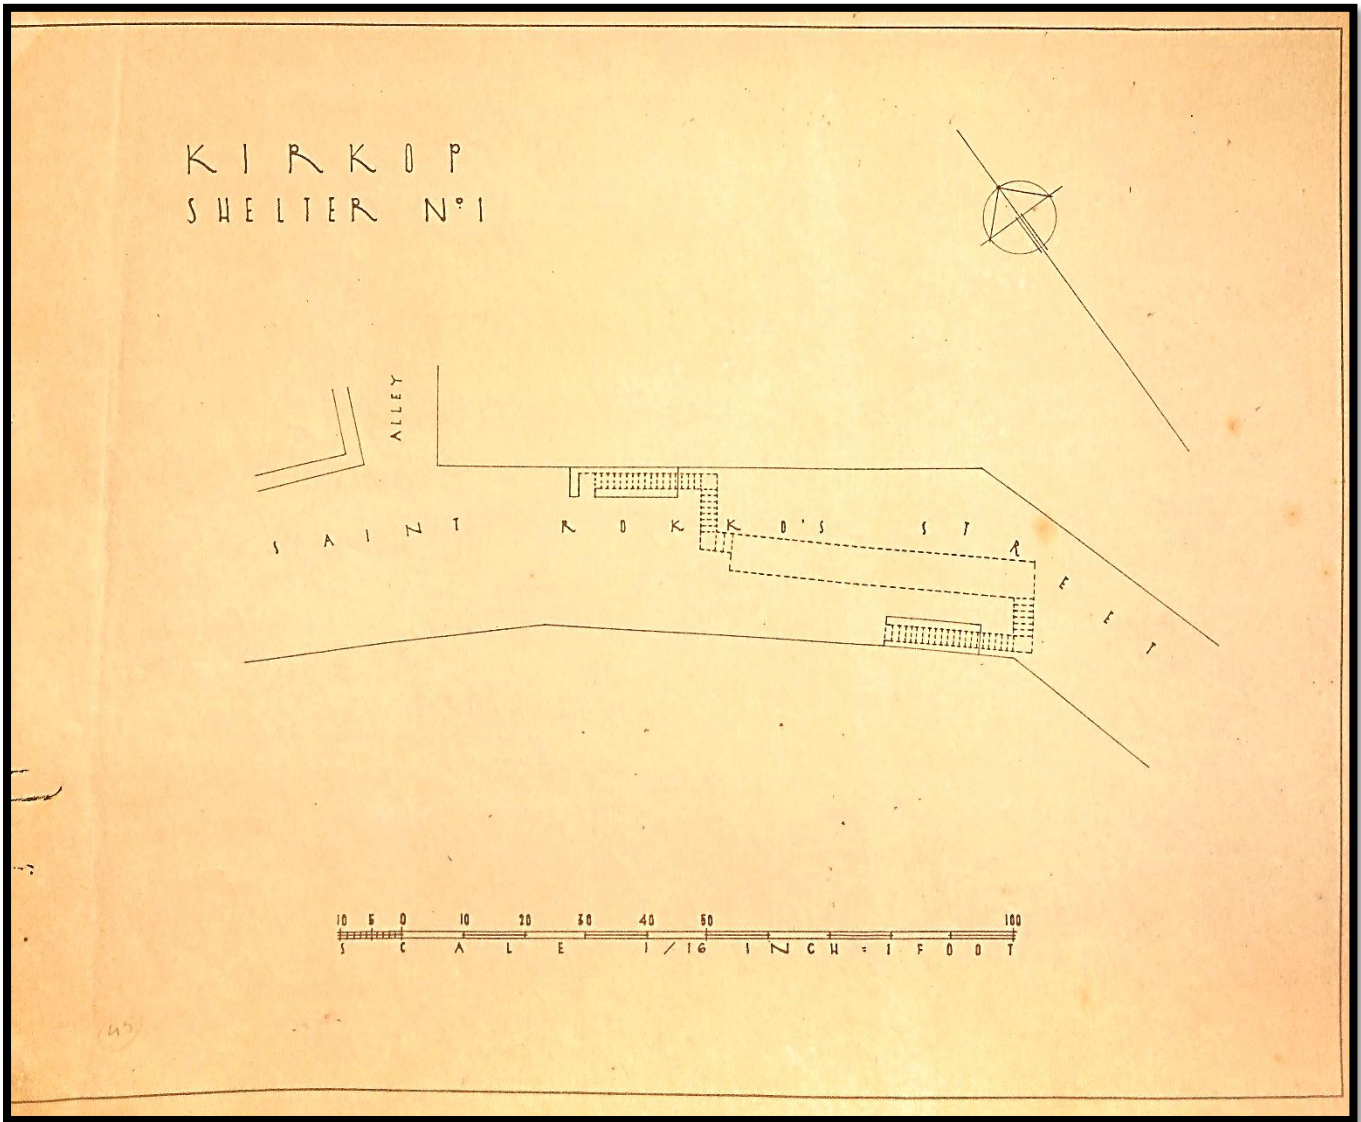 KIRKOP
SHELTER Nº 1
ALLEY
SAINT ROKKO'S STREET
10 5 0 10 20 30 40 50 100
SCALE 1/16 INCH = 1 FOOT